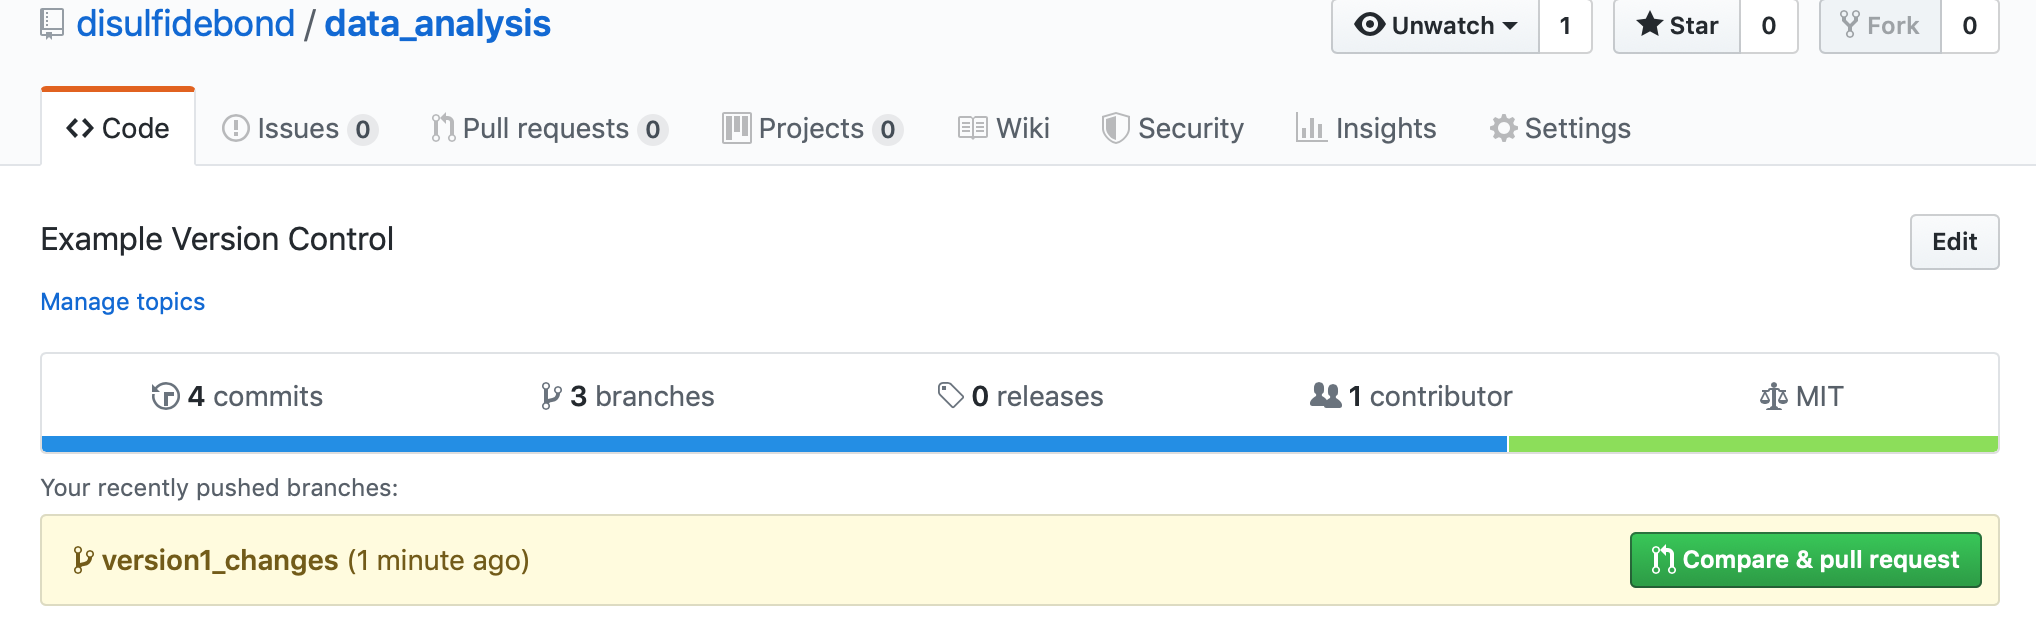 disulfidebond / data_analysis Unwatch 1 Star 0 Fork 0
Code Issues 0 Pull requests 0 Projects 0 Wiki Security Insights Settings
Example Version Control Edit
Manage topics
4 commits 3 branches 0 releases 1 contributor MIT
Your recently pushed branches:
version1_changes (1 minute ago) Compare & pull request